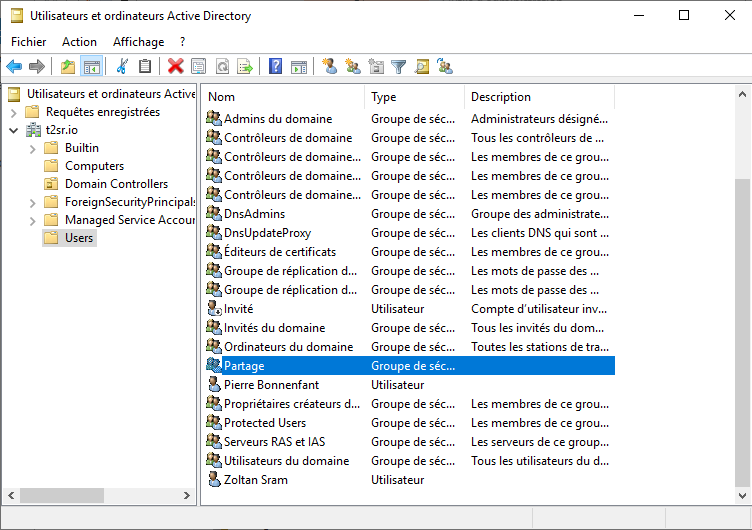 Utilisateurs et ordinateurs Active Directory
Fichier Action Affichage ?
Utilisateurs et ordinateurs Active
Requêtes enregistrées
t2sr.io
Builtin
Computers
Domain Controllers
ForeignSecurityPrincipals
Managed Service Accour
Users
Nom Type Description
Admins du domaine Groupe de séc... Administrateurs désigné...
Contrôleurs de domaine Groupe de séc... Tous les contrôleurs de ...
Contrôleurs de domaine... Groupe de séc... Les membres de ce grou...
Contrôleurs de domaine... Groupe de séc... Les membres de ce grou...
Contrôleurs de domaine... Groupe de séc... Les membres de ce grou...
DnsAdmins Groupe de séc... Groupe des administrate...
DnsUpdateProxy Groupe de séc... Les clients DNS qui sont ...
Éditeurs de certificats Groupe de séc... Les membres de ce grou...
Groupe de réplication d... Groupe de séc... Les mots de passe des ...
Groupe de réplication d... Groupe de séc... Les mots de passe des ...
Invité Utilisateur Compte d'utilisateur inv...
Invités du domaine Groupe de séc... Tous les invités du dom...
Ordinateurs du domaine Groupe de séc... Toutes les stations de tra...
Partage Groupe de séc...
Pierre Bonnenfant Utilisateur
Propriétaires créateurs d... Groupe de séc... Les membres de ce grou...
Protected Users Groupe de séc... Les membres de ce grou...
Serveurs RAS et IAS Groupe de séc... Les serveurs de ce group...
Utilisateurs du domaine Groupe de séc... Tous les utilisateurs du d...
Zoltan Sram Utilisateur